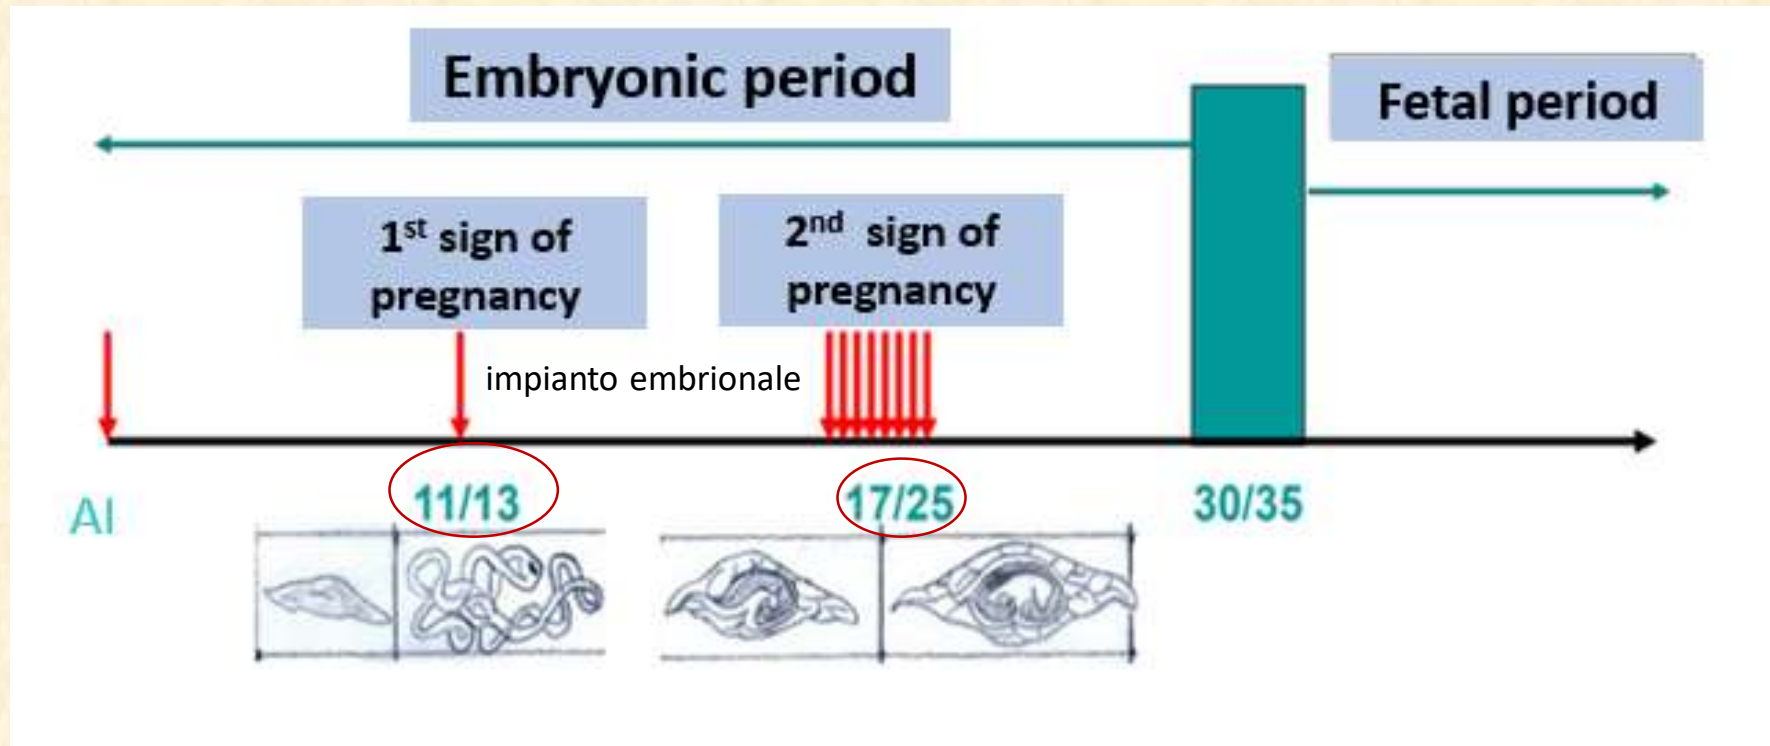 Embryonic period
Fetal period
1st sign of
pregnancy
2nd sign of
pregnancy
impianto embrionale
AI
11/13
17/25
30/35